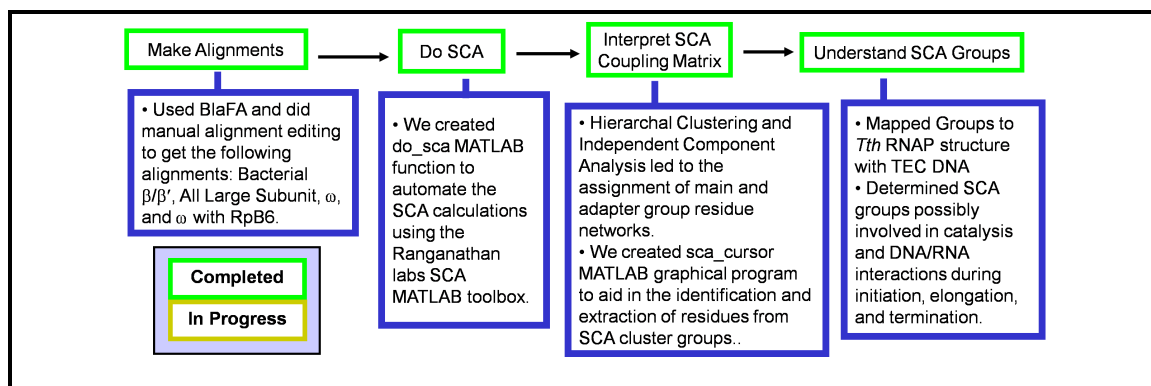 Make Alignments
Do SCA
Interpret SCA
Coupling Matrix
Understand SCA Groups
• Used BlaFA and did
manual alignment editing
to get the following
alignments: Bacterial
β/β′, All Large Subunit, ω,
and ω with RpB6.
• We created
do_sca MATLAB
function to
automate the
SCA calculations
using the
Ranganathan
labs SCA
MATLAB toolbox.
• Hierarchal Clustering and
Independent Component
Analysis led to the
assignment of main and
adapter group residue
networks.
• We created sca_cursor
MATLAB graphical program
to aid in the identification and
extraction of residues from
SCA cluster groups..
• Mapped Groups to
Tth RNAP structure
with TEC DNA
• Determined SCA
groups possibly
involved in catalysis
and DNA/RNA
interactions during
initiation, elongation,
and termination.
Completed
In Progress